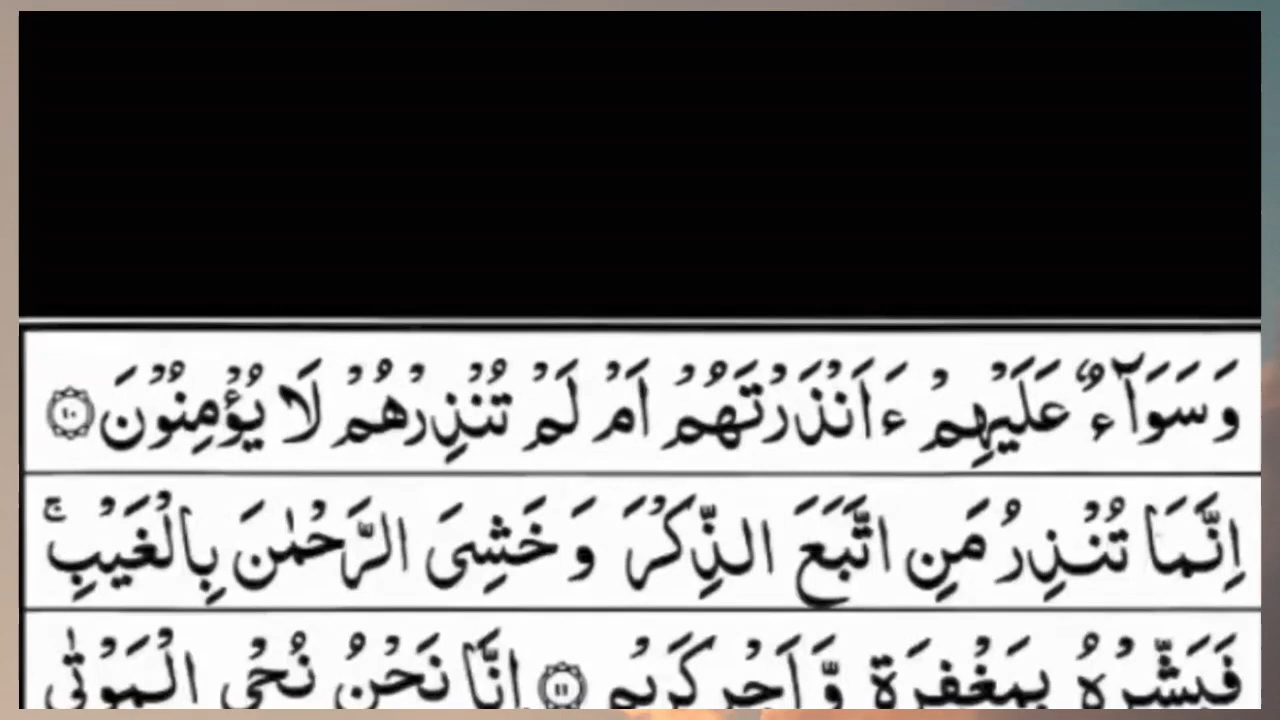 وَسَوَآءٌ عَلَيْهِمْ ءَاَنْذَرْتَهُمْ اَمْ لَمْ تُنْذِرْهُمْ لَا يُؤْمِنُوْنَ ۝١٠
اِنَّمَا تُنْذِرُ مَنِ اتَّبَعَ الذِّكْرَ وَخَشِىَ الرَّحْمٰنَ بِالْغَيْبِ ۚ
فَبَشِّرْهُ بِمَغْفِرَةٍ وَّاَجْرٍ كَرِيْمٍ ۝١١ اِنَّا نَحْنُ نُحْىِ الْمَوْتٰى